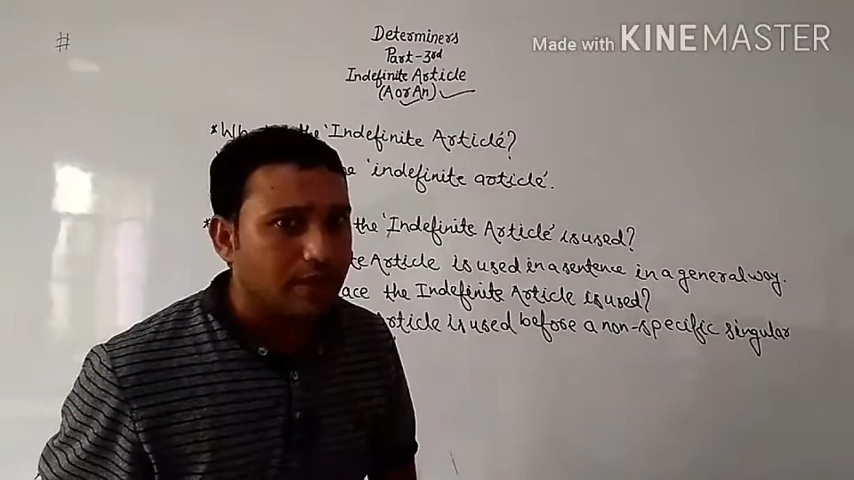 #
Determiners
Made with KINEMASTER
Part-3rd
Indefinite Article
(A or An)
* the 'Indefinite Article'?
'indefinite article'.
* the 'Indefinite Article' is used?
Article is used in a sentence in a general way.
the Indefinite Article is used?
Article is used before a non-specific singular